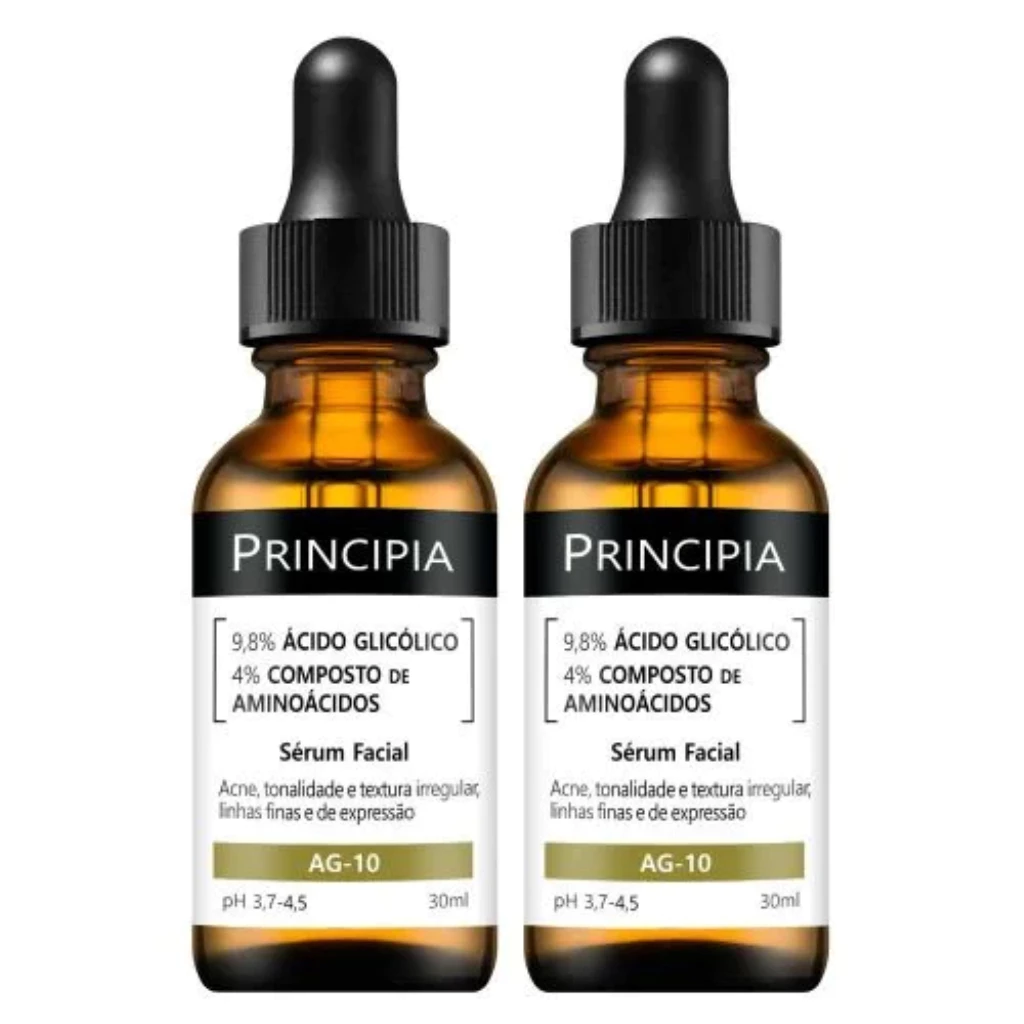 PRINCIPIA
9,8% ÁCIDO GLICÓLICO
4% COMPOSTO DE
AMINOÁCIDOS
Sérum Facial
Acne, tonalidade e textura irregular,
linhas finas e de expressão
AG-10
pH 3,7-4,5 30ml
PRINCIPIA
9,8% ÁCIDO GLICÓLICO
4% COMPOSTO DE
AMINOÁCIDOS
Sérum Facial
Acne, tonalidade e textura irregular,
linhas finas e de expressão
AG-10
pH 3,7-4,5 30ml